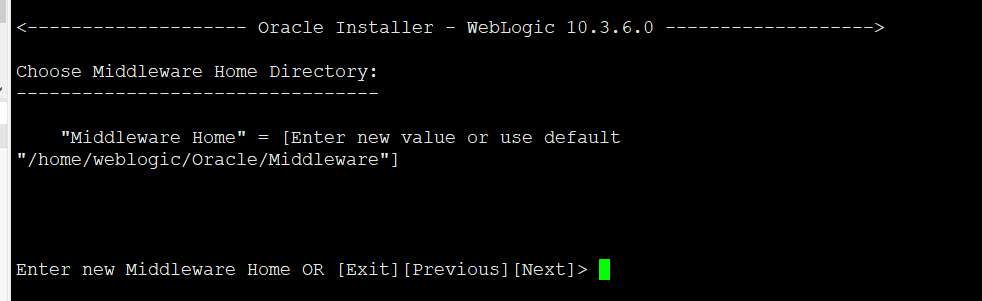 <-------------------- Oracle Installer - WebLogic 10.3.6.0 ------------------->
Choose Middleware Home Directory:
---------------------------------
"Middleware Home" = [Enter new value or use default
"/home/weblogic/Oracle/Middleware"]
Enter new Middleware Home OR [Exit][Previous][Next]>